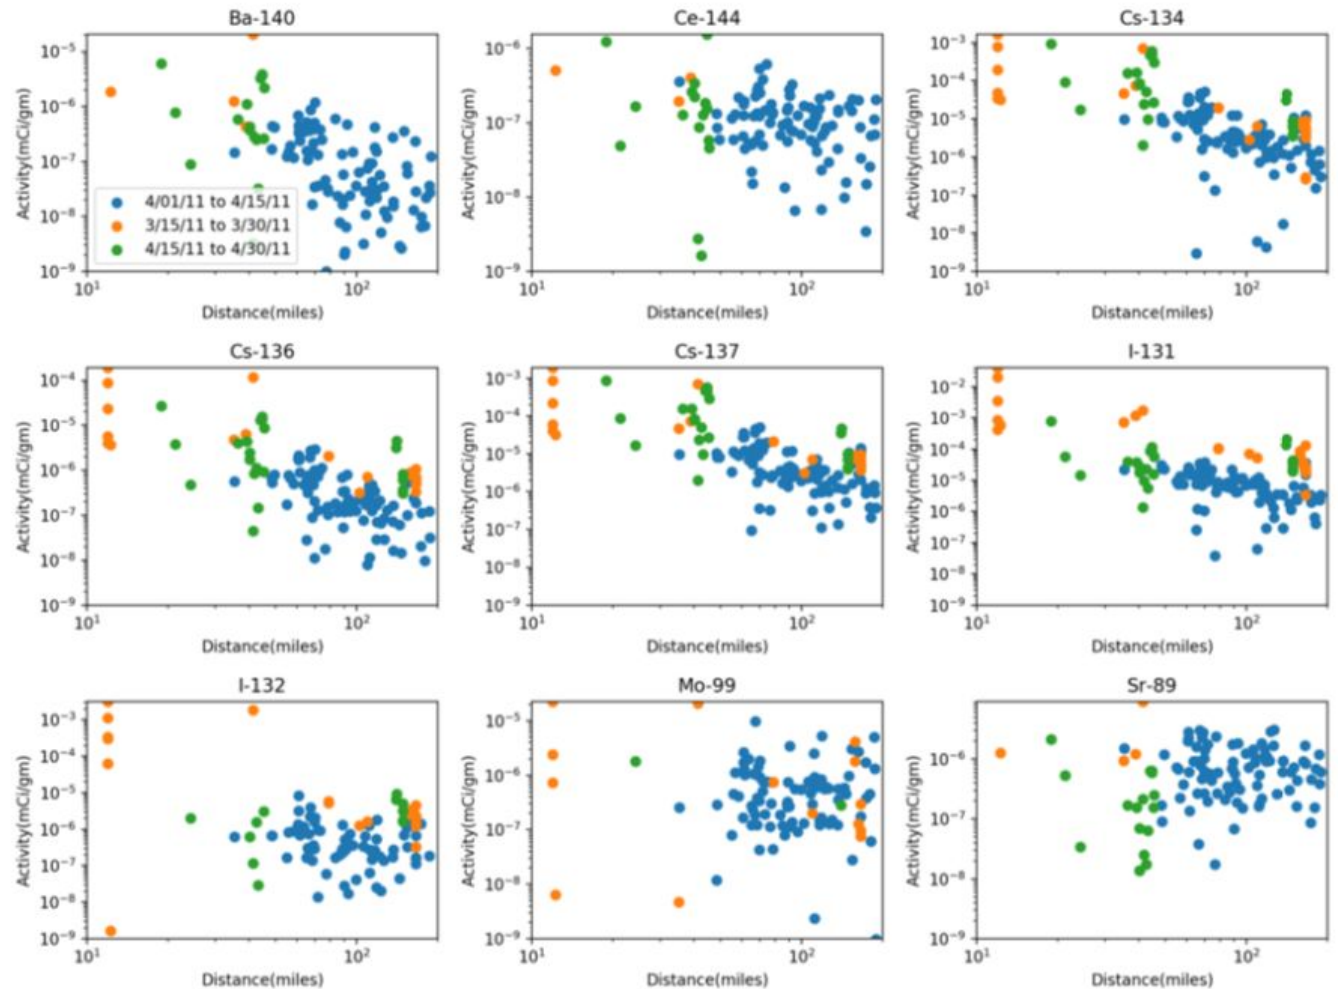 Ba-140
Activity(mCi/gm)
10⁻⁵
10⁻⁶
10⁻⁷
10⁻⁸
10⁻⁹
4/01/11 to 4/15/11
3/15/11 to 3/30/11
4/15/11 to 4/30/11
10¹
10²
Distance(miles)
Ce-144
Activity(mCi/gm)
10⁻⁶
10⁻⁷
10⁻⁸
10⁻⁹
10¹
10²
Distance(miles)
Cs-134
Activity(mCi/gm)
10⁻³
10⁻⁴
10⁻⁵
10⁻⁶
10⁻⁷
10⁻⁸
10⁻⁹
10¹
10²
Distance(miles)
Cs-136
Activity(mCi/gm)
10⁻⁴
10⁻⁵
10⁻⁶
10⁻⁷
10⁻⁸
10⁻⁹
10¹
10²
Distance(miles)
Cs-137
Activity(mCi/gm)
10⁻³
10⁻⁴
10⁻⁵
10⁻⁶
10⁻⁷
10⁻⁸
10⁻⁹
10¹
10²
Distance(miles)
I-131
Activity(mCi/gm)
10⁻²
10⁻³
10⁻⁴
10⁻⁵
10⁻⁶
10⁻⁷
10⁻⁸
10⁻⁹
10¹
10²
Distance(miles)
I-132
Activity(mCi/gm)
10⁻³
10⁻⁴
10⁻⁵
10⁻⁶
10⁻⁷
10⁻⁸
10⁻⁹
10¹
10²
Distance(miles)
Mo-99
Activity(mCi/gm)
10⁻⁵
10⁻⁶
10⁻⁷
10⁻⁸
10⁻⁹
10¹
10²
Distance(miles)
Sr-89
Activity(mCi/gm)
10⁻⁶
10⁻⁷
10⁻⁸
10⁻⁹
10¹
10²
Distance(miles)